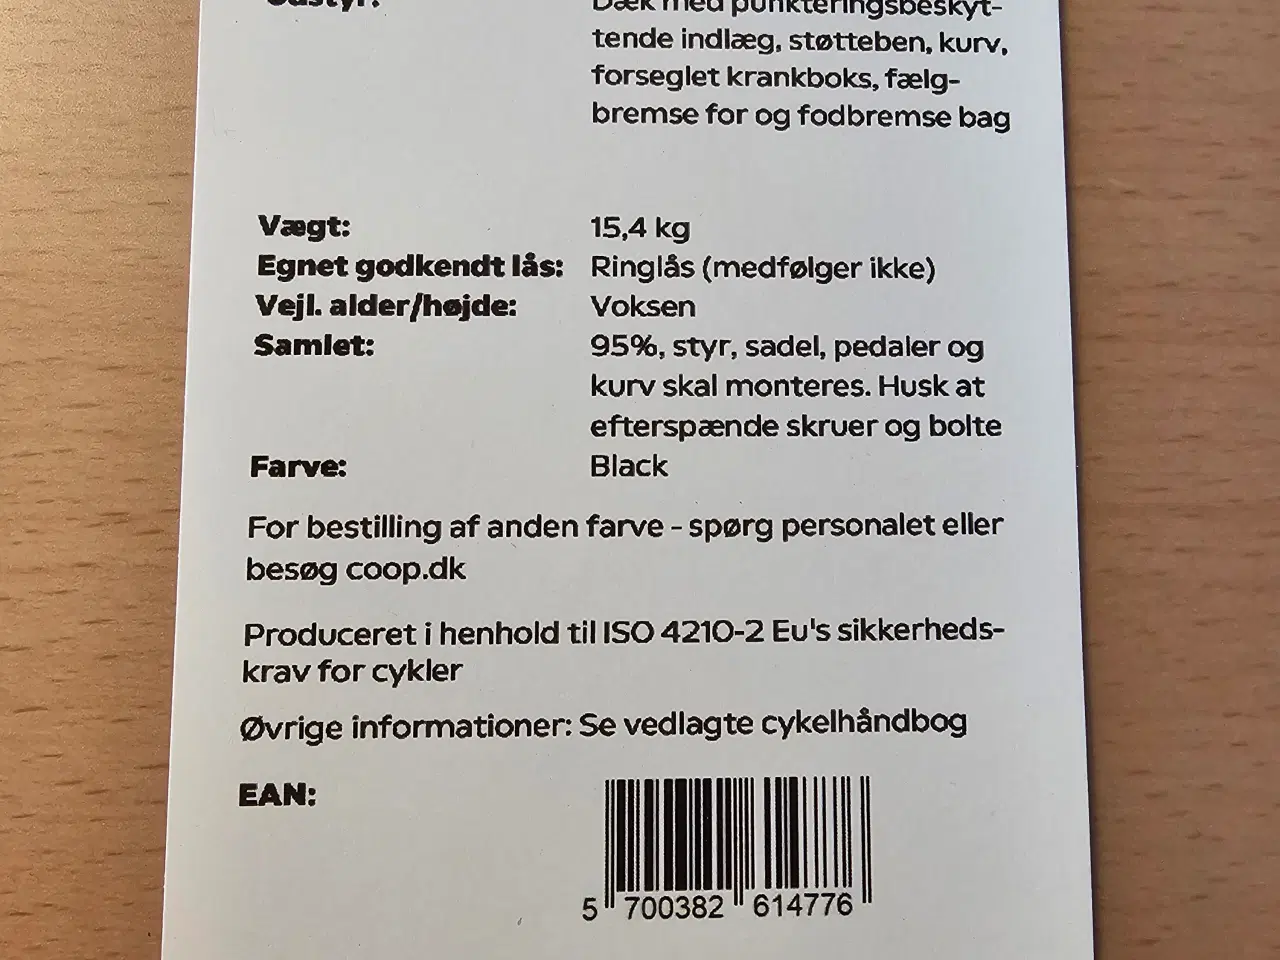 Udstyr:
Dæk med punkteringsbeskyt-
tende indlæg, støtteben, kurv,
forseglet krankboks, fælg-
bremse for og fodbremse bag
Vægt: 15,4 kg
Egnet godkendt lås: Ringlås (medfølger ikke)
Vejl. alder/højde: Voksen
Samlet: 95%, styr, sadel, pedaler og
kurv skal monteres. Husk at
efterspænde skruer og bolte
Farve: Black
For bestilling af anden farve - spørg personalet eller
besøg coop.dk
Produceret i henhold til ISO 4210-2 Eu's sikkerheds-
krav for cykler
Øvrige informationer: Se vedlagte cykelhåndbog
EAN:
5 700382 614776